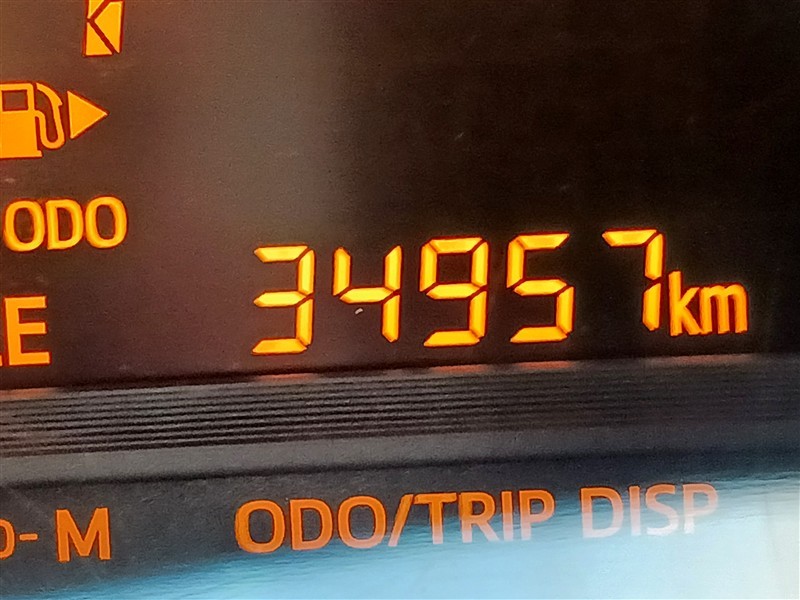 ODO
34957km
E
- M
ODO/TRIP DISP